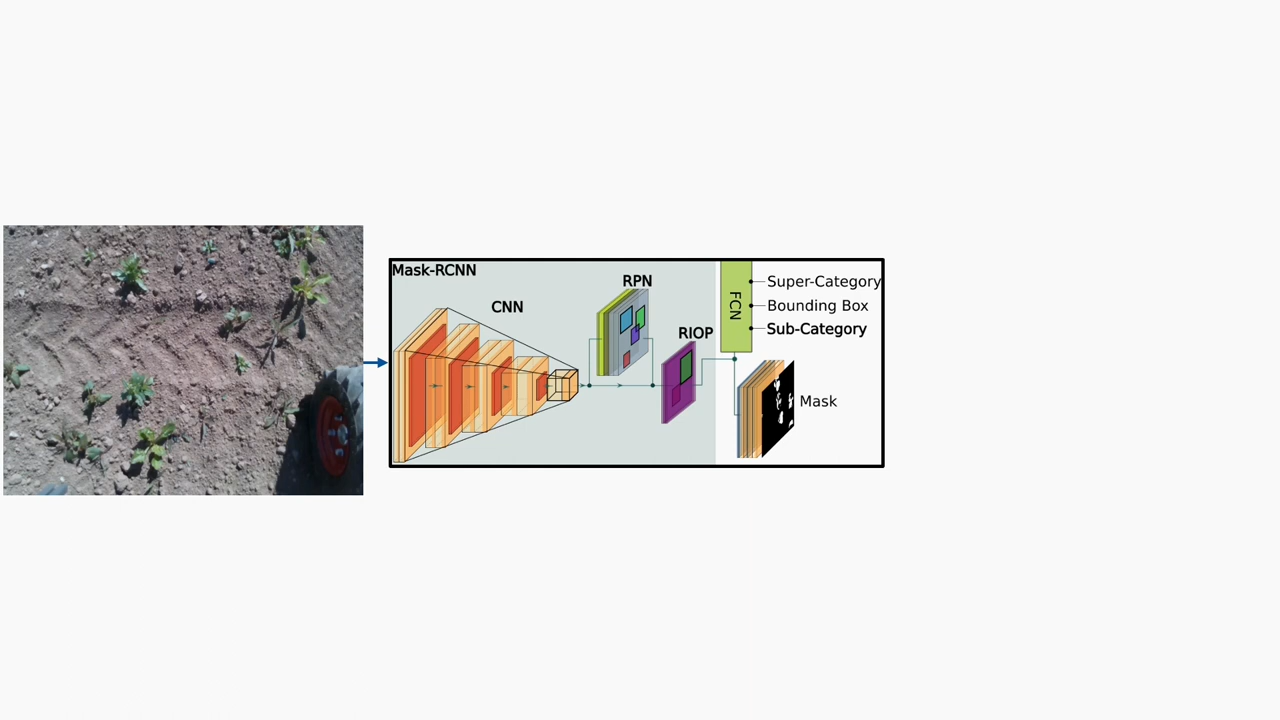 Mask-RCNN
CNN
RPN
RIOP
FCN
Super-Category
Bounding Box
Sub-Category
Mask